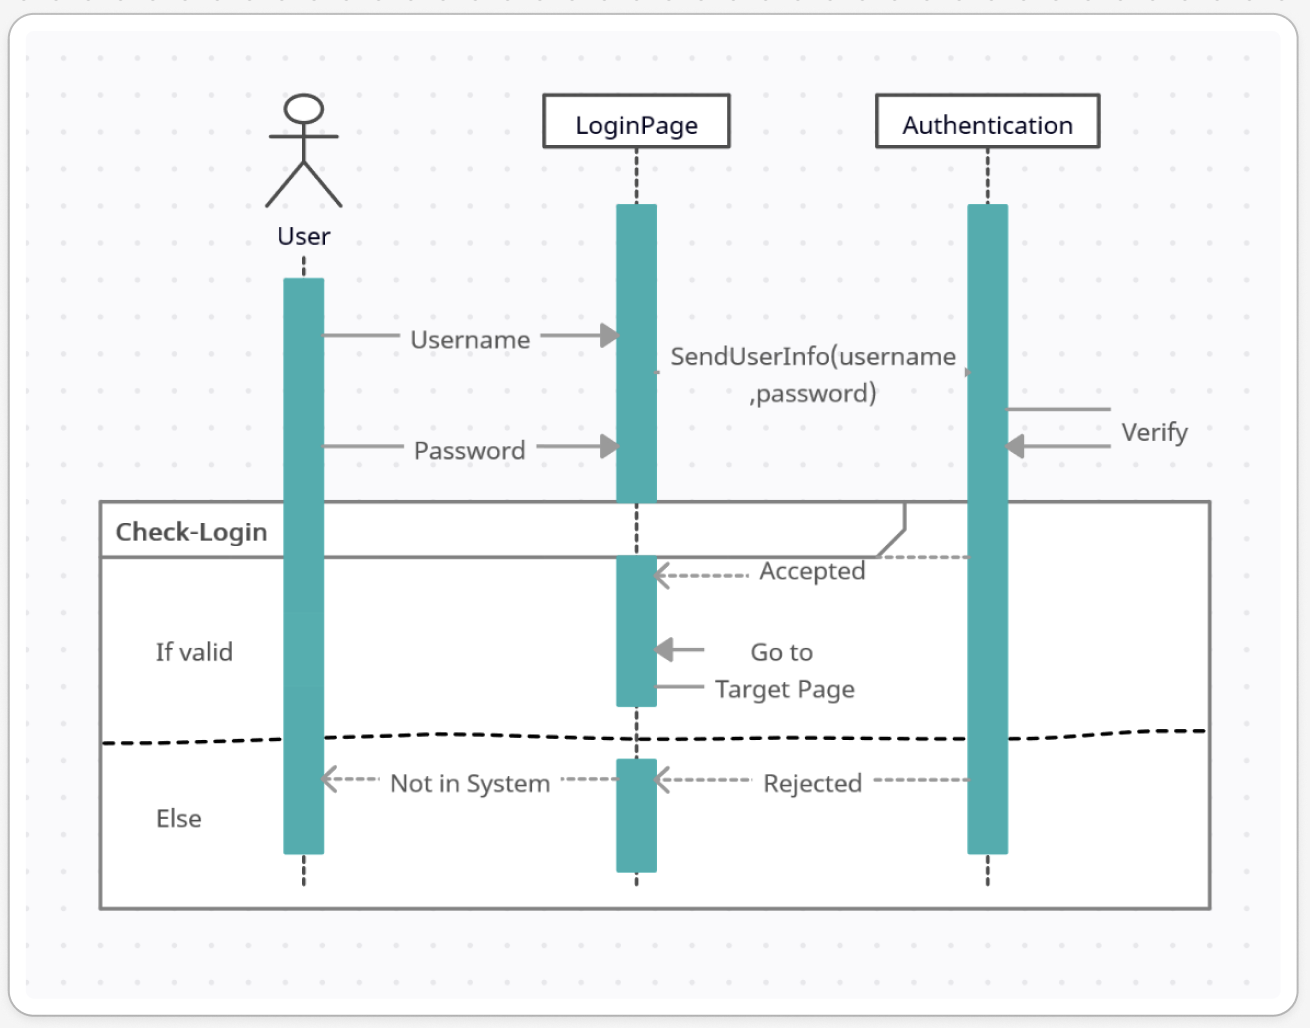 LoginPage
Authentication
User
Username
SendUserInfo(username
,password)
Password
Verify
Check-Login
Accepted
If valid
Go to
Target Page
Not in System
Rejected
Else